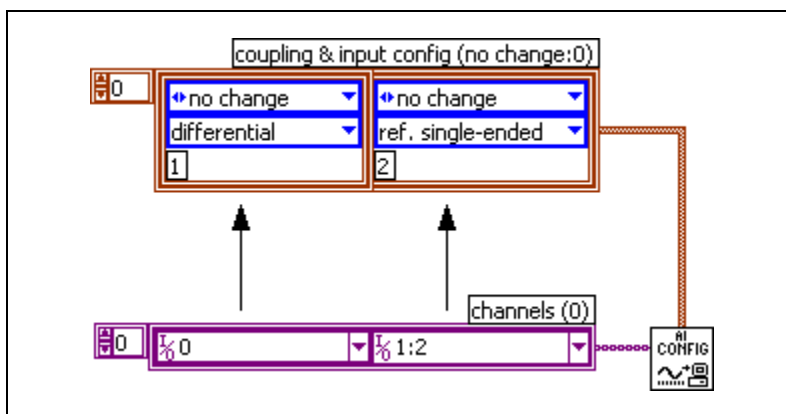 coupling & input config (no change:0)
0
no change
no change
differential
ref. single-ended
1
2
channels (0)
0
I/O 0
I/O 1:2
AI
CONFIG